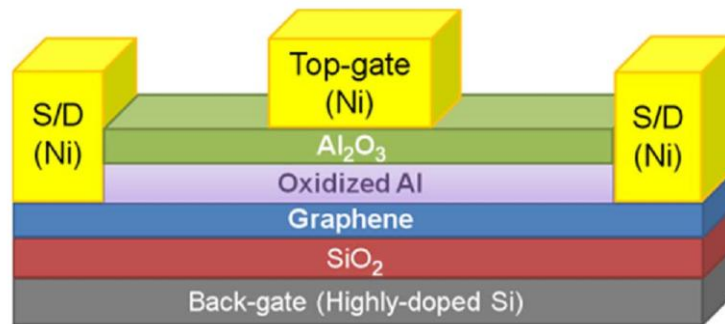 Top-gate
(Ni)
S/D
(Ni)
S/D
(Ni)
Al₂O₃
Oxidized Al
Graphene
SiO₂
Back-gate (Highly-doped Si)